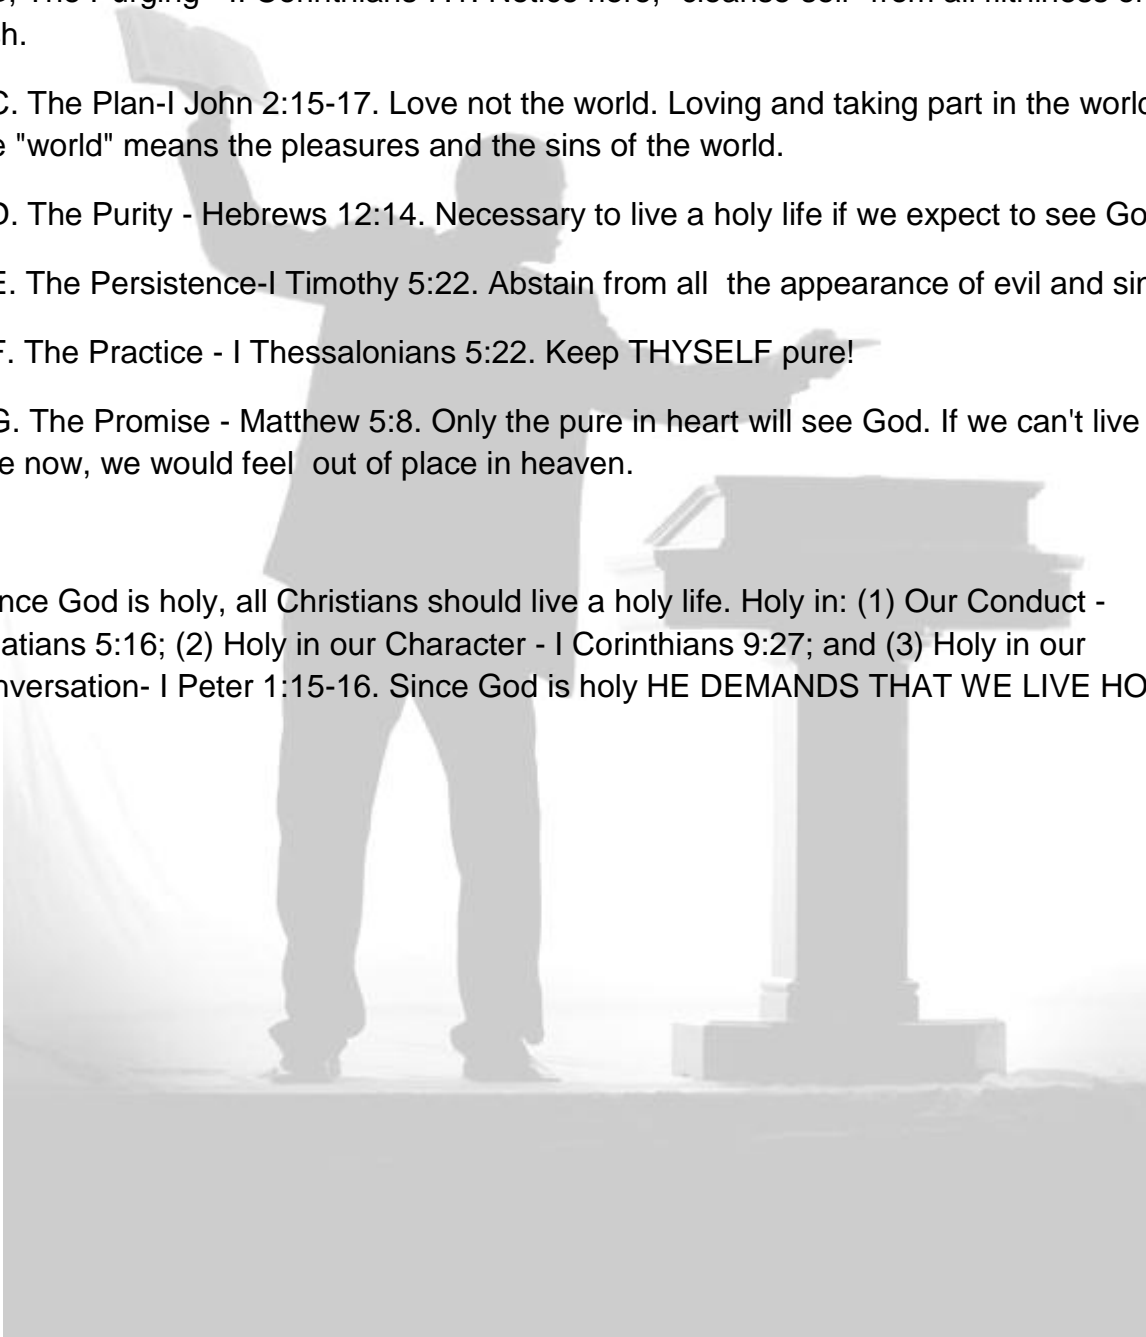 h.
C. The Plan-I John 2:15-17. Love not the world. Loving and taking part in the world
e "world" means the pleasures and the sins of the world.
D. The Purity - Hebrews 12:14. Necessary to live a holy life if we expect to see Go
E. The Persistence-I Timothy 5:22. Abstain from all  the appearance of evil and sin
F. The Practice - I Thessalonians 5:22. Keep THYSELF pure!
G. The Promise - Matthew 5:8. Only the pure in heart will see God. If we can't live
e now, we would feel  out of place in heaven.
nce God is holy, all Christians should live a holy life. Holy in: (1) Our Conduct -
atians 5:16; (2) Holy in our Character - I Corinthians 9:27; and (3) Holy in our
nversation- I Peter 1:15-16. Since God is holy HE DEMANDS THAT WE LIVE HO